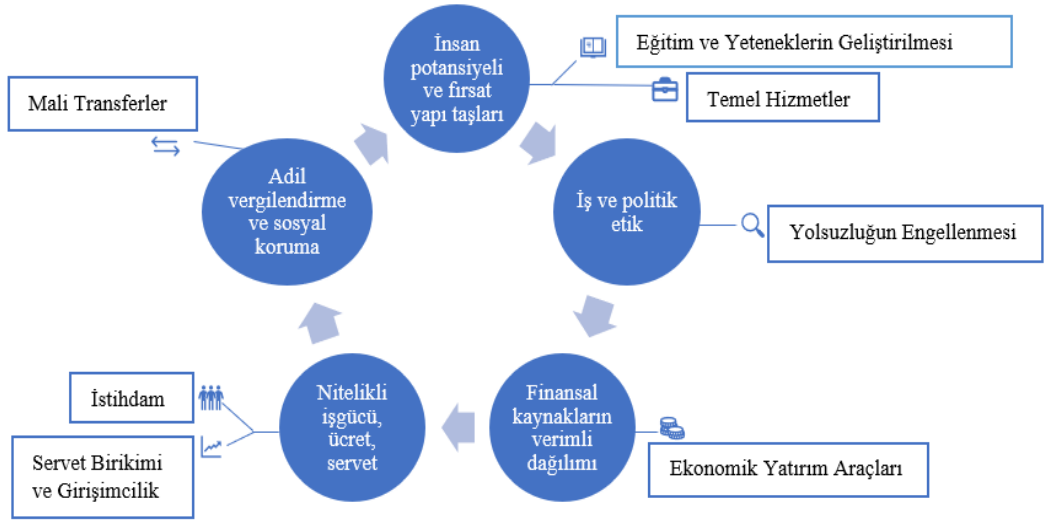 İnsan
potansiyeli
ve fırsat
yapı taşları
Eğitim ve Yeteneklerin Geliştirilmesi
Temel Hizmetler
İş ve politik
etik
Yolsuzluğun Engellenmesi
Finansal
kaynakların
verimli
dağılımı
Ekonomik Yatırım Araçları
Nitelikli
işgücü,
ücret,
servet
İstihdam
Servet Birikimi
ve Girişimcilik
Adil
vergilendirme
ve sosyal
koruma
Mali Transferler